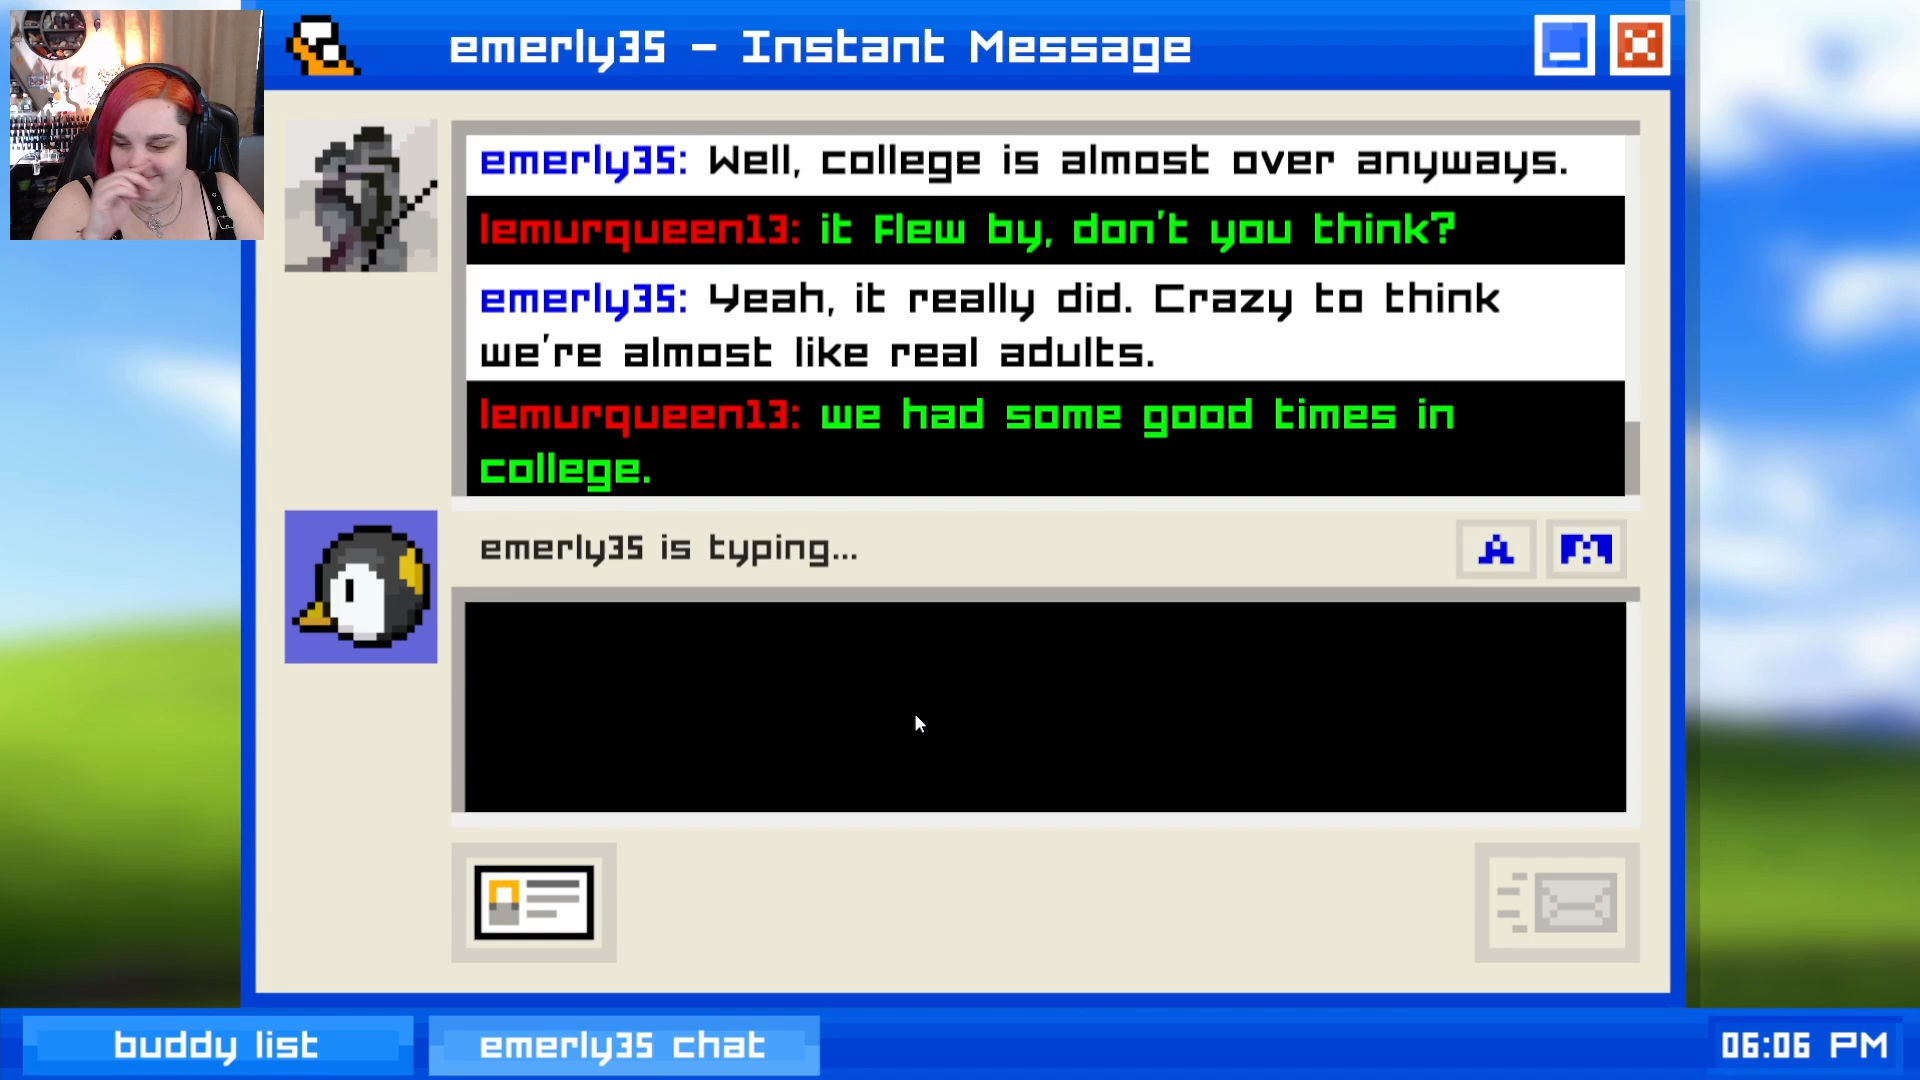 emerly35 - Instant Message
emerly35: Well, college is almost over anyways.
lemurqueen13: it flew by, don't you think?
emerly35: Yeah, it really did. Crazy to think
we're almost like real adults.
lemurqueen13: we had some good times in
college.
emerly35 is typing...
A
buddy list
emerly35 chat
06:06 PM